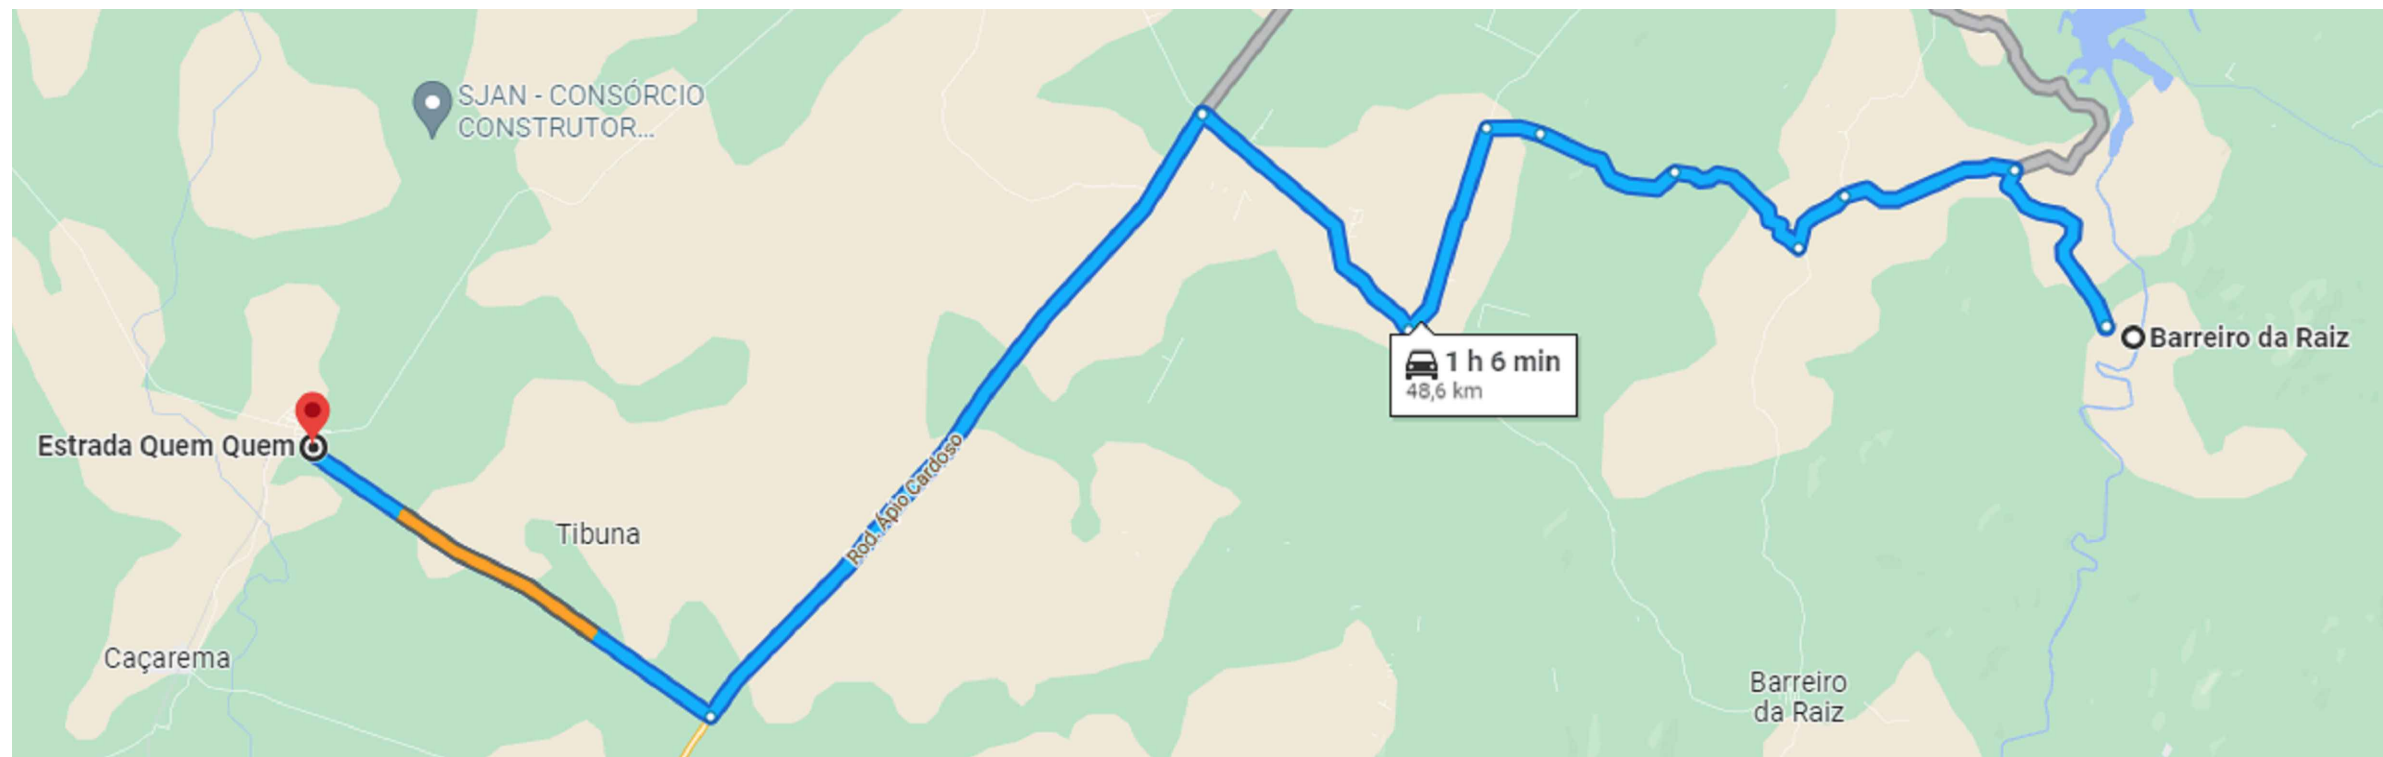 SJAN - CONSÓRCIO
CONSTRUTOR...
1 h 6 min
48,6 km
Barreiro da Raiz
Estrada Quem Quem
Rod. Ápio Cardoso
Tibuna
Caçarema
Barreiro
da Raiz